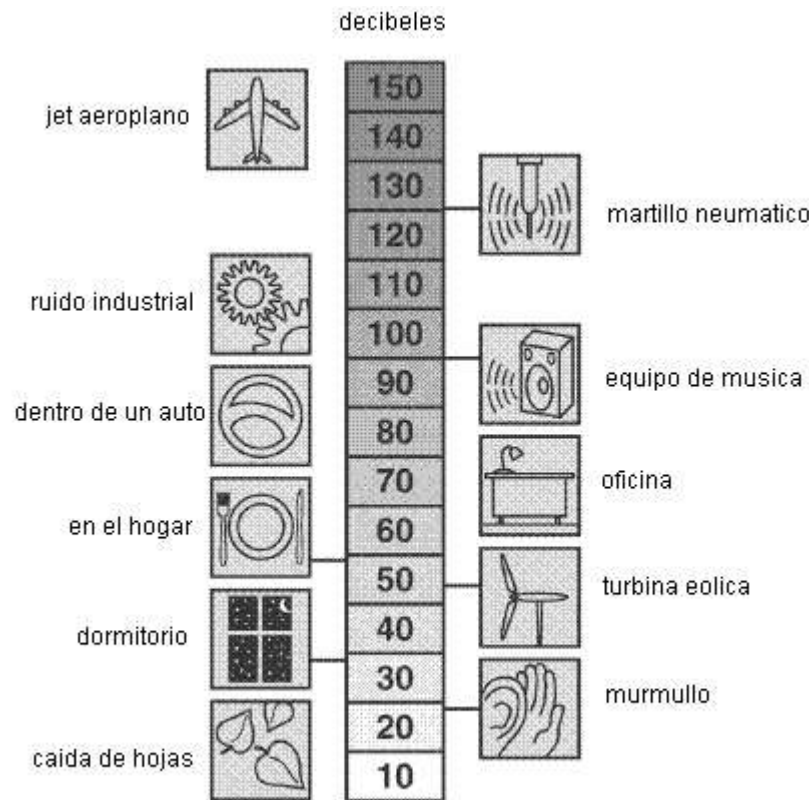 decibeles
150
jet aeroplano
140
130
martillo neumatico
120
110
ruido industrial
100
90
equipo de musica
dentro de un auto
80
70
oficina
en el hogar
60
50
turbina eolica
40
dormitorio
30
murmullo
20
caida de hojas
10